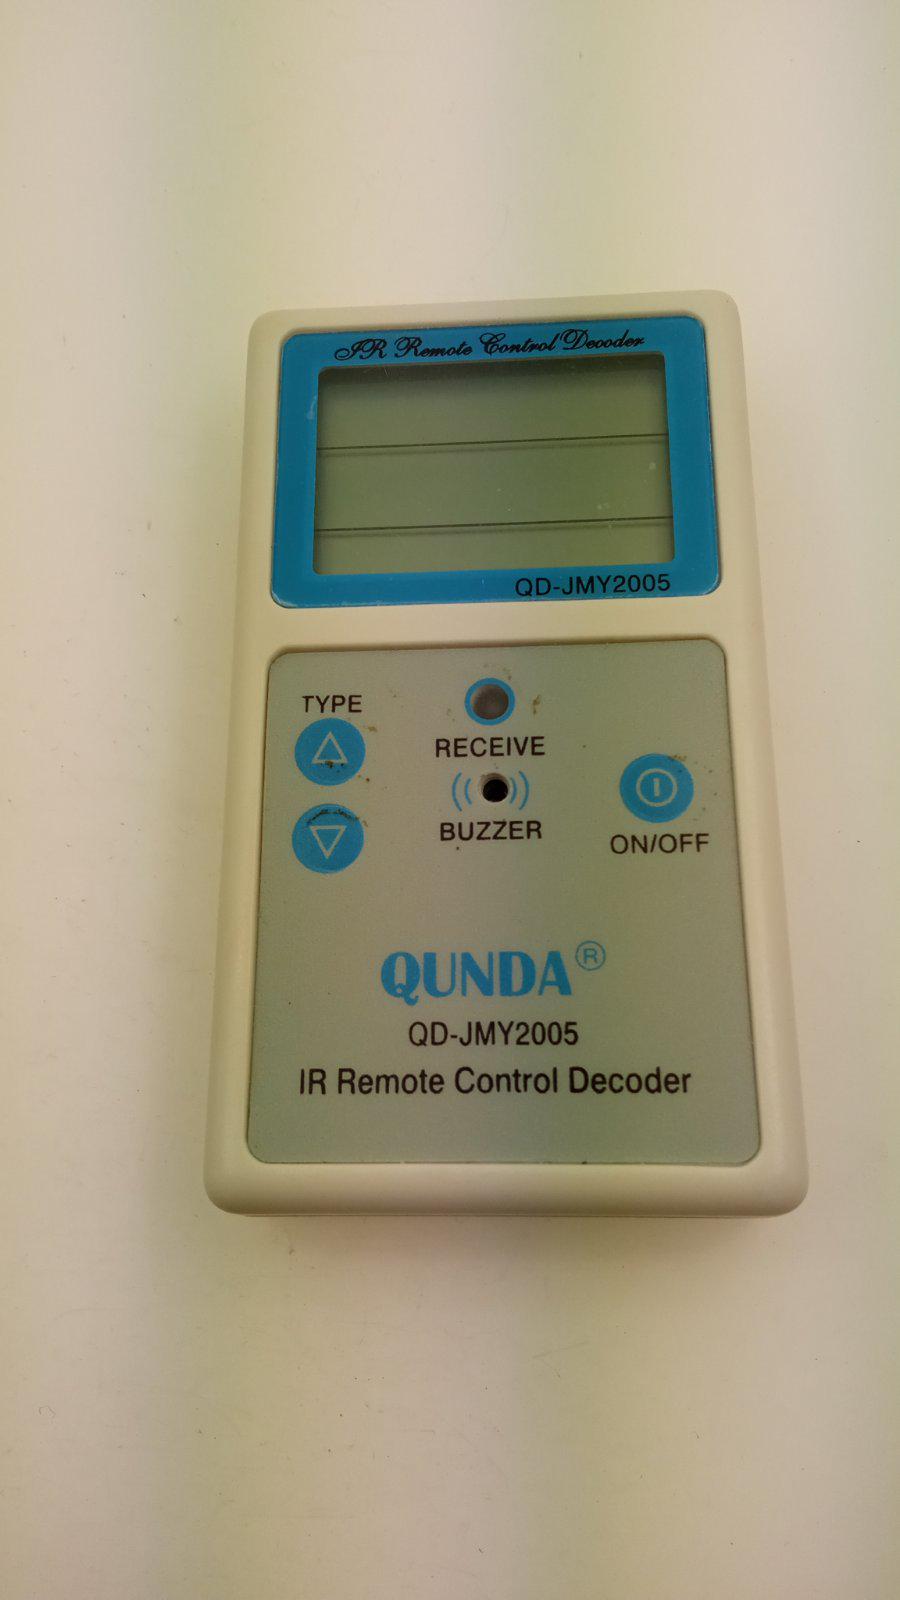 IR Remote Control Decoder
QD-JMY2005
TYPE
RECEIVE
BUZZER
ON/OFF
QUNDA®
QD-JMY2005
IR Remote Control Decoder